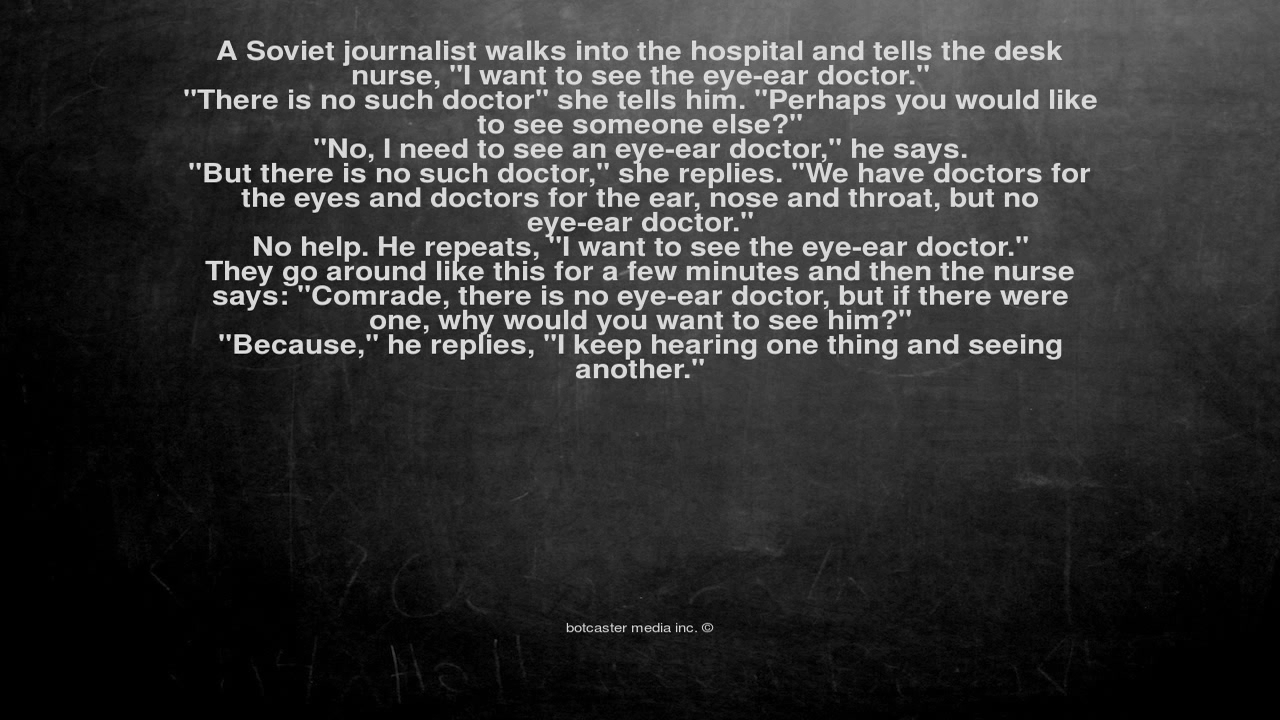 A Soviet journalist walks into the hospital and tells the desk
nurse, "I want to see the eye-ear doctor."
"There is no such doctor" she tells him. "Perhaps you would like
to see someone else?"
"No, I need to see an eye-ear doctor," he says.
"But there is no such doctor," she replies. "We have doctors for
the eyes and doctors for the ear, nose and throat, but no
eye-ear doctor."
No help. He repeats, "I want to see the eye-ear doctor."
They go around like this for a few minutes and then the nurse
says: "Comrade, there is no eye-ear doctor, but if there were
one, why would you want to see him?"
"Because," he replies, "I keep hearing one thing and seeing
another."
botcaster media inc. ©